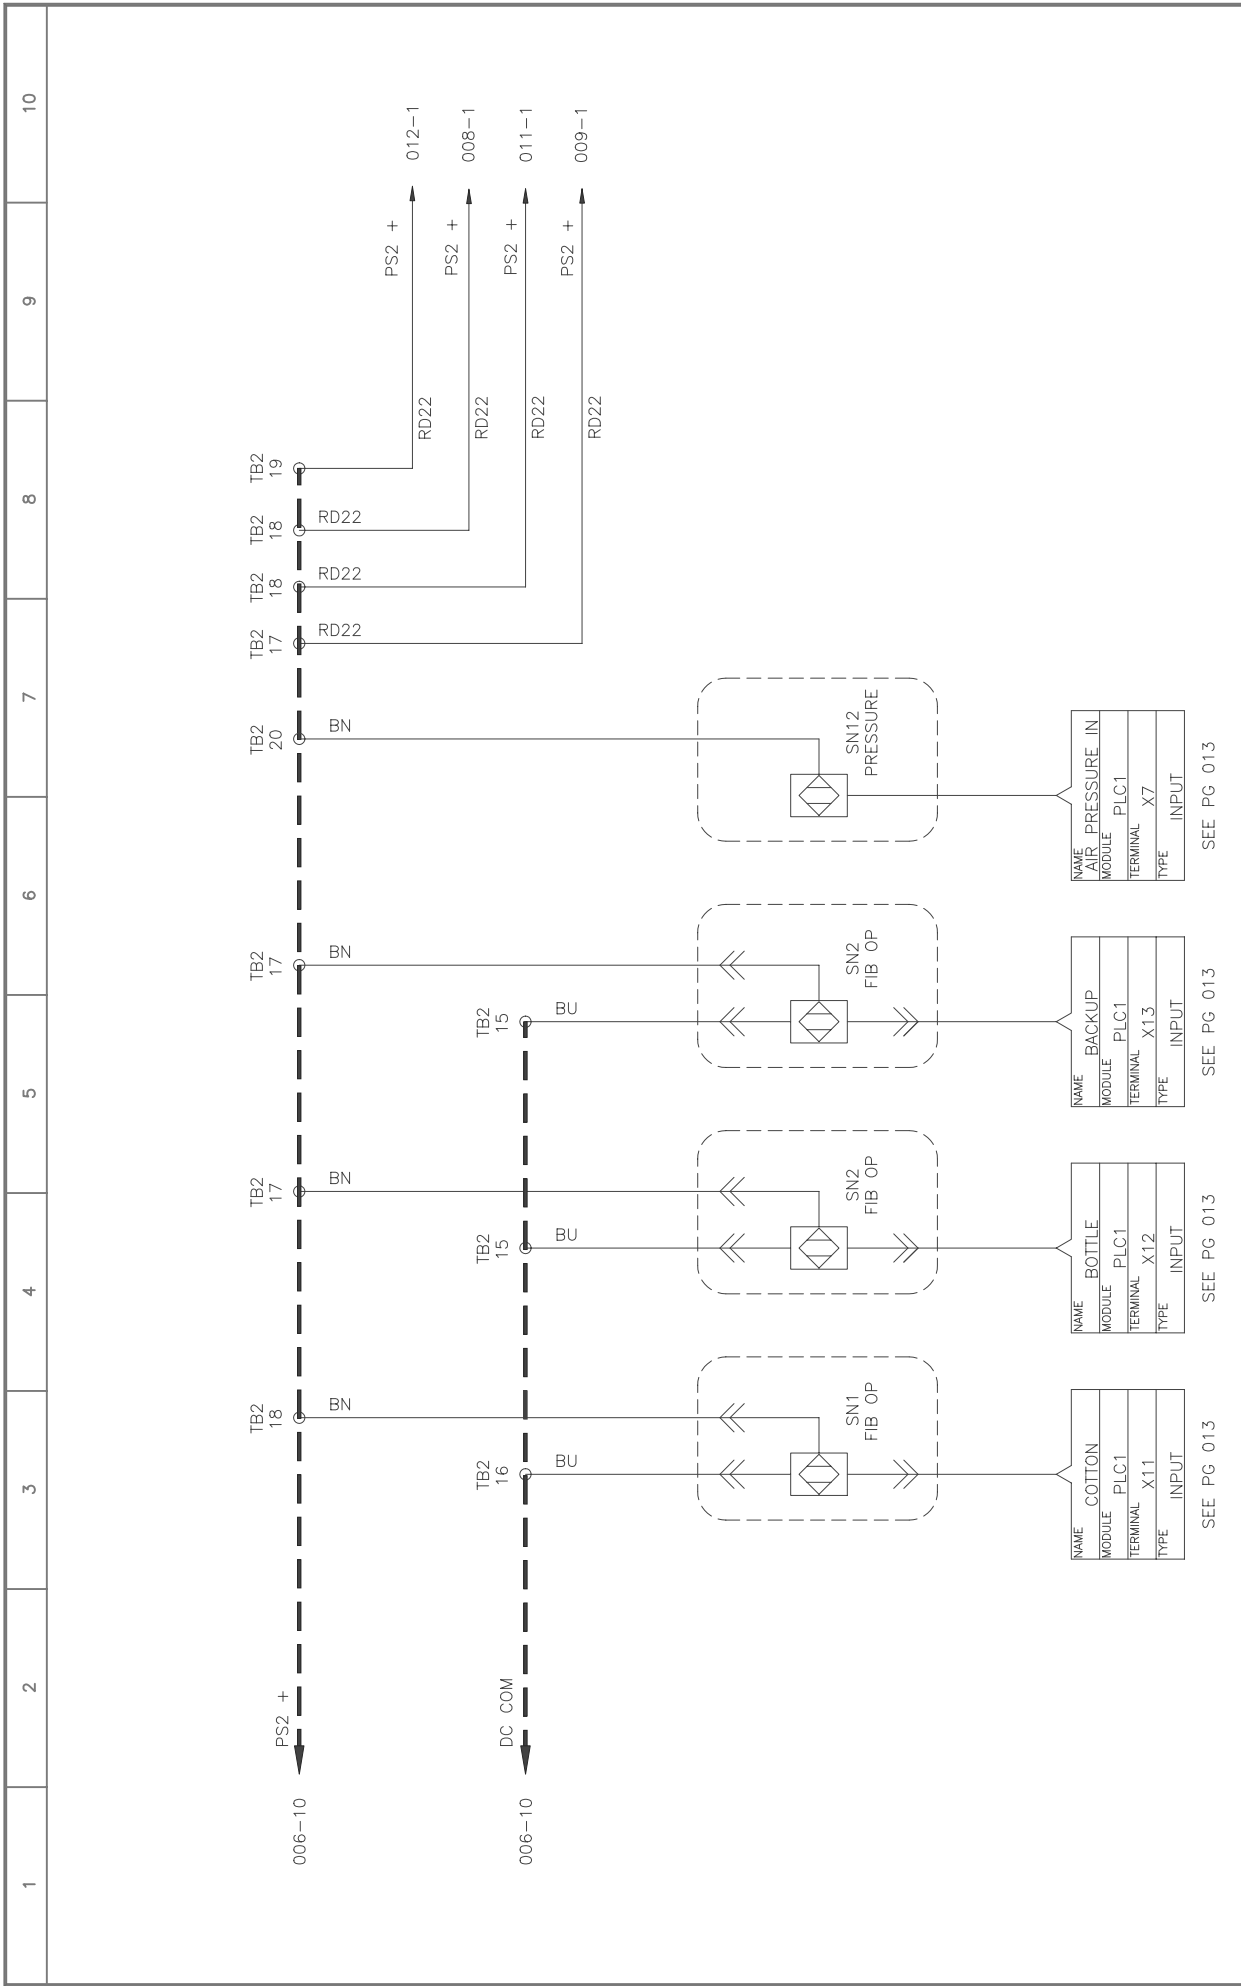 1 2 3 4 5 6 7 8 9 10
006-10
PS2 +
TB2
18
BN
TB2
17
BN
TB2
17
BN
TB2
20
BN
TB2
17
RD22
TB2
18
RD22
TB2
18
RD22
TB2
19
RD22
PS2 +
012-1
RD22
PS2 +
008-1
RD22
PS2 +
011-1
RD22
PS2 +
009-1
006-10
DC COM
TB2
16
BU
TB2
15
BU
TB2
15
BU
SN1
FIB OP
SN2
FIB OP
SN2
FIB OP
SN12
PRESSURE
NAME COTTON
MODULE PLC1
TERMINAL X11
TYPE INPUT
SEE PG 013
NAME BOTTLE
MODULE PLC1
TERMINAL X12
TYPE INPUT
SEE PG 013
NAME BACKUP
MODULE PLC1
TERMINAL X13
TYPE INPUT
SEE PG 013
NAME AIR PRESSURE IN
MODULE PLC1
TERMINAL X7
TYPE INPUT
SEE PG 013